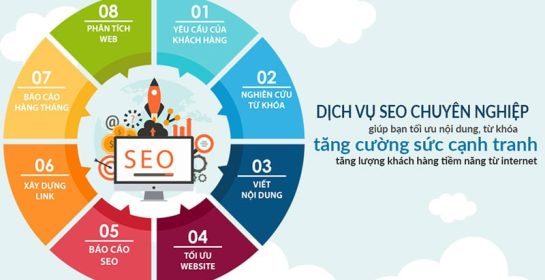 01
YÊU CẦU CỦA
KHÁCH HÀNG
02
NGHIÊN CỨU
TỪ KHÓA
03
VIẾT
NỘI DUNG
04
TỐI ƯU
WEBSITE
05
BÁO CÁO
SEO
06
XÂY DỰNG
LINK
07
BÁO CÁO
HÀNG THÁNG
08
PHÂN TÍCH
WEB
SEO
DỊCH VỤ SEO CHUYÊN NGHIỆP
giúp bạn tối ưu nội dung, từ khóa
tăng cường sức cạnh tranh
tăng lượng khách hàng tiềm năng từ internet